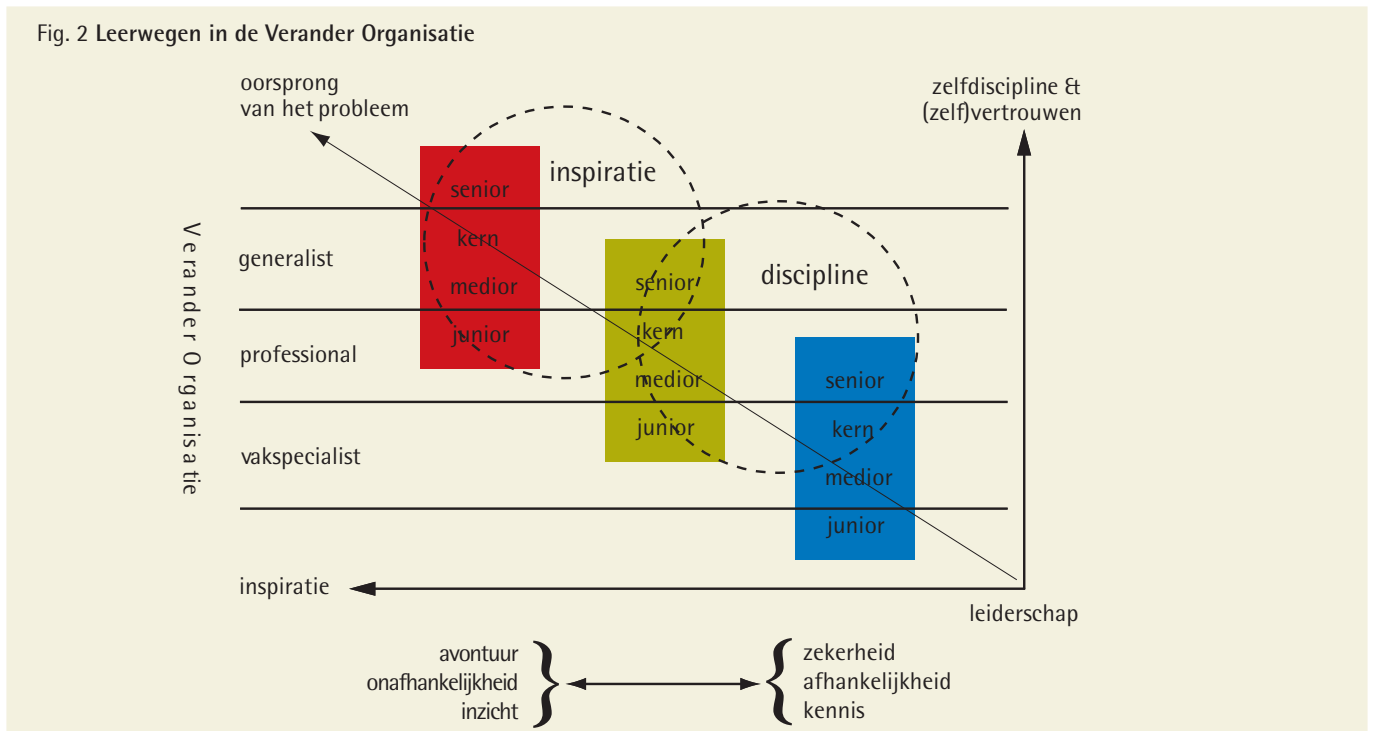 Fig. 2 Leerwegen in de Verander Organisatie
oorsprong
van het probleem
zelfdiscipline &
(zelf)vertrouwen
inspiratie
senior
kern
medior
junior
discipline
senior
kern
medior
junior
senior
kern
medior
junior
Verander Organisatie
generalist
professional
vakspecialist
inspiratie
leiderschap
avontuur
onafhankelijkheid
inzicht
zekerheid
afhankelijkheid
kennis